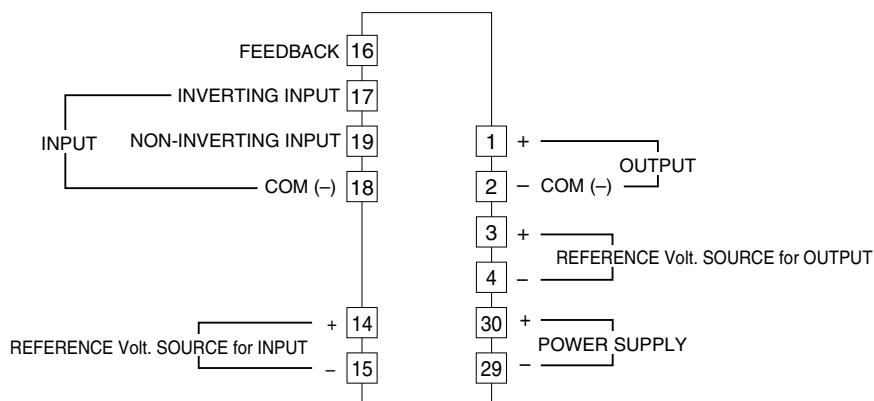 FEEDBACK 16
INVERTING INPUT 17
INPUT
NON-INVERTING INPUT 19
COM (–) 18
1 +
OUTPUT
2 – COM (–)
3 +
REFERENCE Volt. SOURCE for OUTPUT
4 –
+ 14
REFERENCE Volt. SOURCE for INPUT
– 15
30 +
POWER SUPPLY
29 –